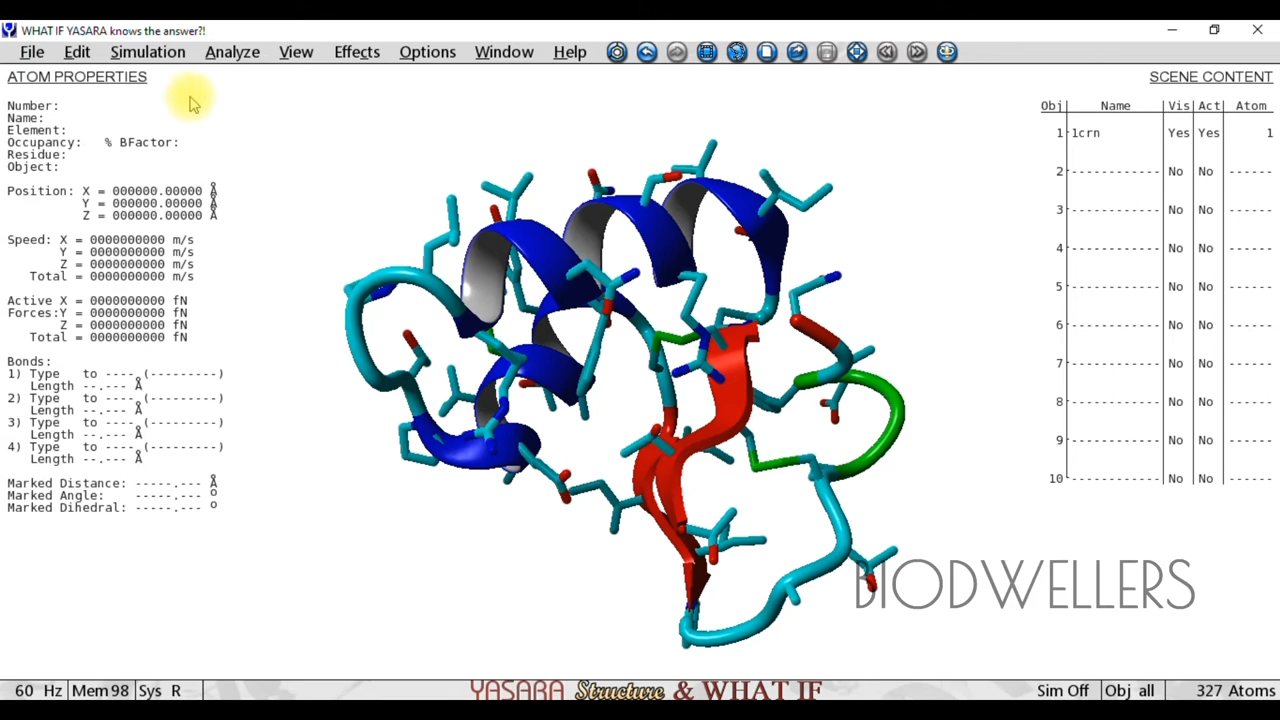 WHAT IF YASARA knows the answer?!
File Edit Simulation Analyze View Effects Options Window Help
ATOM PROPERTIES
Number:
Name:
Element:
Occupancy: % BFactor:
Residue:
Object:
Position: X = 000000.00000 Å
Y = 000000.00000 Å
Z = 000000.00000 Å
Speed: X = 0000000000 m/s
Y = 0000000000 m/s
Z = 0000000000 m/s
Total = 0000000000 m/s
Active X = 0000000000 fN
Forces:Y = 0000000000 fN
Z = 0000000000 fN
Total = 0000000000 fN
Bonds:
1) Type to ----.(---------)
Length --.--- Å
2) Type to ----.(---------)
Length --.--- Å
3) Type to ----.(---------)
Length --.--- Å
4) Type to ----.(---------)
Length --.--- Å
Marked Distance: -----.--- Å
Marked Angle: -----.--- o
Marked Dihedral: -----.--- o
SCENE CONTENT
Obj Name Vis Act Atom
1 1crn Yes Yes 1
2 ------------ No No -----
3 ------------ No No -----
4 ------------ No No -----
5 ------------ No No -----
6 ------------ No No -----
7 ------------ No No -----
8 ------------ No No -----
9 ------------ No No -----
10 ------------ No No -----
BIODWELLERS
60 Hz Mem98 Sys R YASARA Structure & WHAT IF Sim Off Obj all 327 Atoms